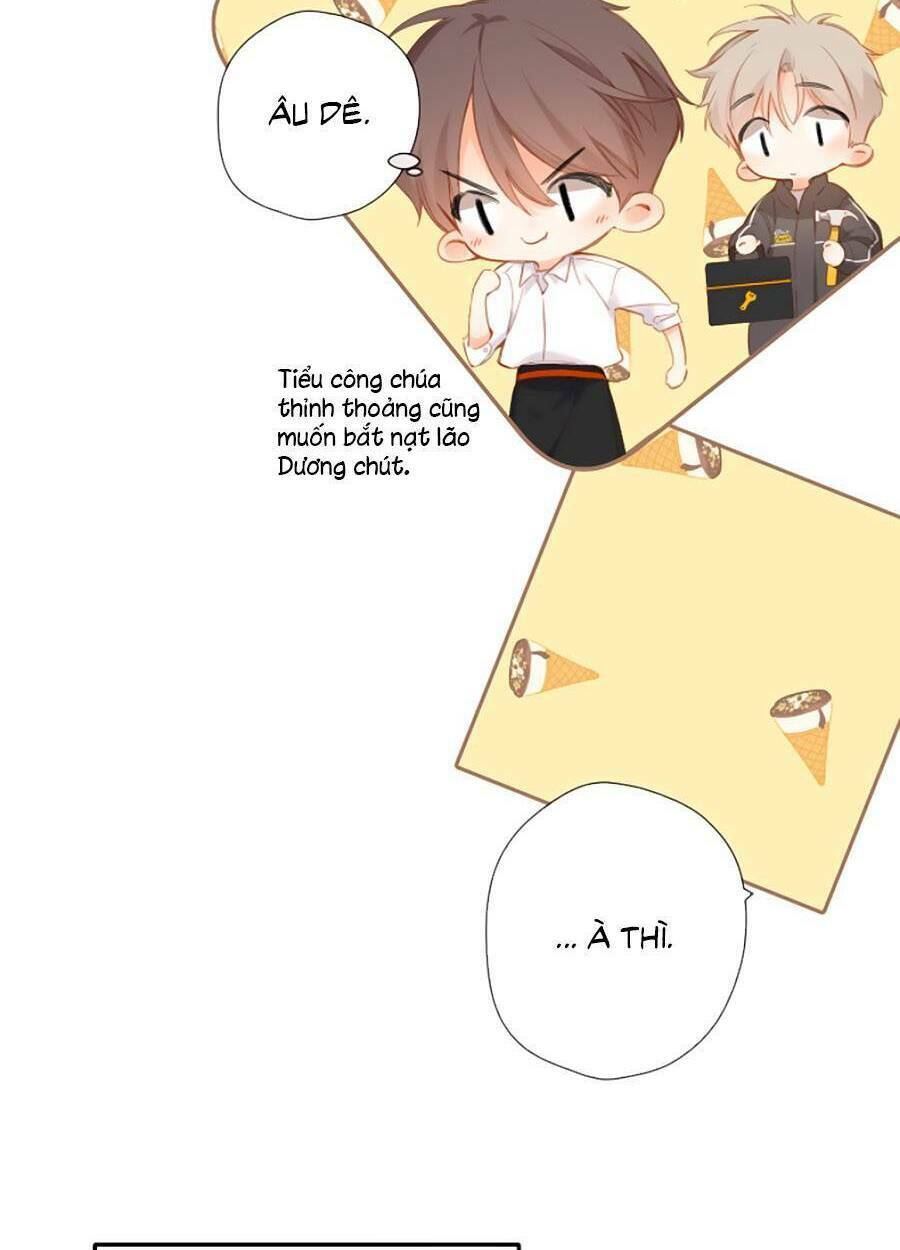 ÂU DÊ.
Tiểu công chúa
thỉnh thoảng cũng
muốn bắt nạt lão
Dương chút.
... À THÌ.